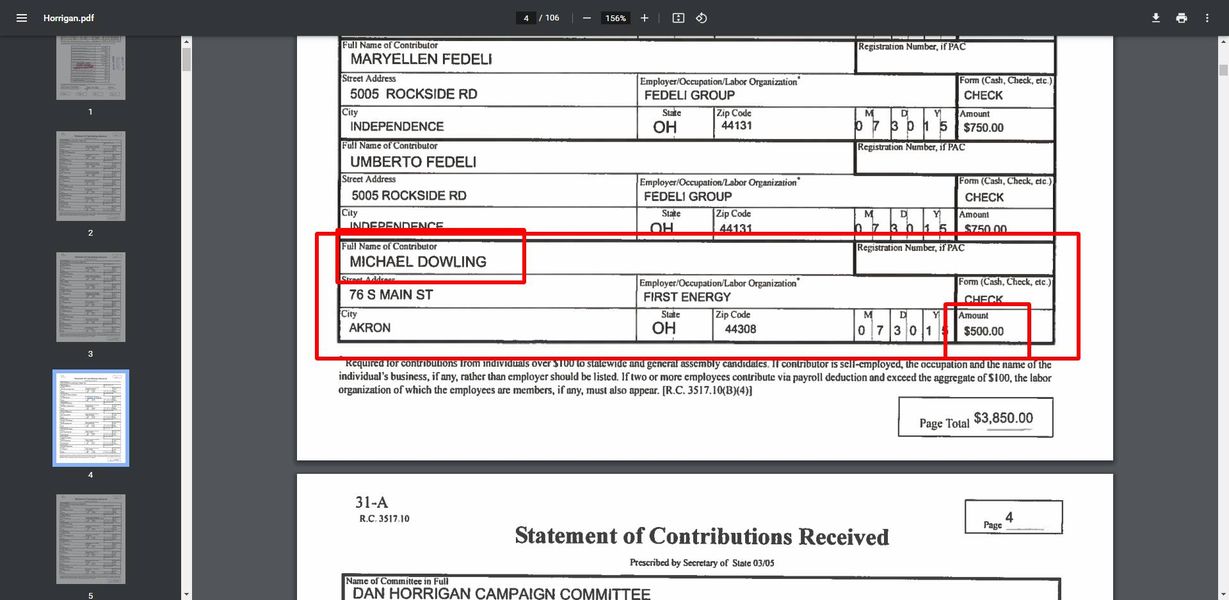 Horrigan.pdf
4 / 106
156%
1
2
3
4
5
Full Name of Contributor
Registration Number, if PAC
MARYELLEN FEDELI
Street Address
Employer/Occupation/Labor Organization*
Form (Cash, Check, etc.)
5005 ROCKSIDE RD
FEDELI GROUP
CHECK
City
State
Zip Code
M D Y
Amount
INDEPENDENCE
OH
44131
0 7 3 0 1 5
$750.00
Full Name of Contributor
Registration Number, if PAC
UMBERTO FEDELI
Street Address
Employer/Occupation/Labor Organization*
Form (Cash, Check, etc.)
5005 ROCKSIDE RD
FEDELI GROUP
CHECK
City
State
Zip Code
M D Y
Amount
INDEPENDENCE
OH
44131
0 7 3 0 1 5
$750.00
Full Name of Contributor
Registration Number, if PAC
MICHAEL DOWLING
Street Address
Employer/Occupation/Labor Organization*
Form (Cash, Check, etc.)
76 S MAIN ST
FIRST ENERGY
CHECK
City
State
Zip Code
M D Y
Amount
AKRON
OH
44308
0 7 3 0 1 5
$500.00
*Required for contributions from individuals over $100 to statewide and general assembly candidates. If contributor is self-employed, the occupation and the name of the
individual's business, if any, rather than employer should be listed. If two or more employees contribute via payroll deduction and exceed the aggregate of $100, the labor
organization of which the employees are members, if any, must also appear. [R.C. 3517.10(B)(4)]
Page Total $3,850.00
31-A
R.C. 3517.10
Page 4
Statement of Contributions Received
Prescribed by Secretary of State 03/05
Name of Committee in Full
DAN HORRIGAN CAMPAIGN COMMITTEE